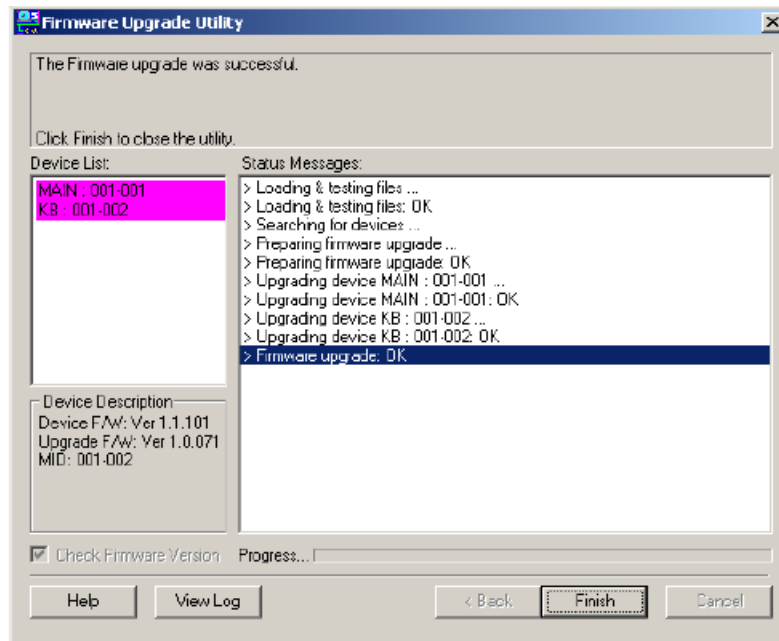 Firmware Upgrade Utility
The Firmware upgrade was successful.
Click Finish to close the utility.
Device List:
MAIN : 001-001
KB : 001-002
Status Messages:
> Loading & testing files ...
> Loading & testing files: OK
> Searching for devices ...
> Preparing firmware upgrade ...
> Preparing firmware upgrade: OK
> Upgrading device MAIN : 001-001 ...
> Upgrading device MAIN : 001-001: OK
> Upgrading device KB : 001-002 ...
> Upgrading device KB : 001-002: OK
> Firmware upgrade: OK
Device Description
Device F/W: Ver 1.1.101
Upgrade F/W: Ver 1.0.071
MID: 001-002
Check Firmware Version
Progress...
Help
View Log
< Back
Finish
Cancel